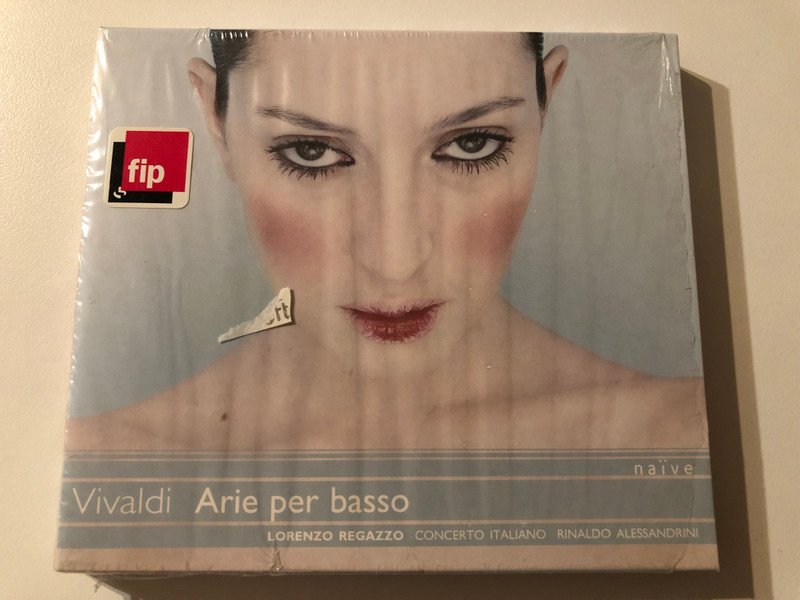 fip
naïve
Vivaldi Arie per basso
LORENZO REGAZZO CONCERTO ITALIANO RINALDO ALESSANDRINI